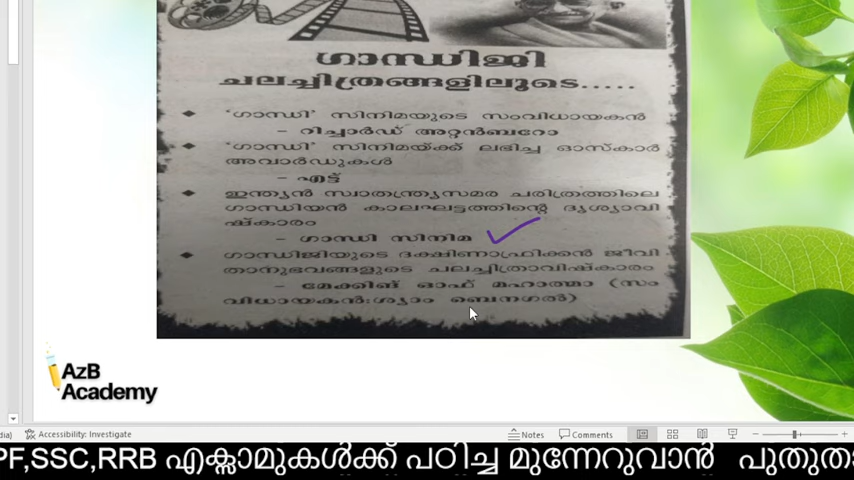 ഗാന്ധിജി
ചലച്ചിത്രങ്ങളിലൂടെ.....
◆ 'ഗാന്ധി' സിനിമയുടെ സംവിധായകൻ
– റിച്ചാർഡ് അറ്റൻബറോ
◆ 'ഗാന്ധി' സിനിമയ്ക്ക് ലഭിച്ച ഓസ്കാർ
അവാർഡുകൾ
– എട്ട്
◆ ഇന്ത്യൻ സ്വാതന്ത്ര്യസമര ചരിത്രത്തിലെ
ഗാന്ധിയൻ കാലഘട്ടത്തിന്റെ ദൃശ്യാവി
ഷ്കാരം
– ഗാന്ധി സിനിമ
◆ ഗാന്ധിജിയുടെ ദക്ഷിണാഫ്രിക്കൻ ജീവി
താനുഭവങ്ങളുടെ ചലച്ചിത്രാവിഷ്കാരം
– മേക്കിങ് ഓഫ് മഹാത്മാ (സം
വിധായകൻ:ശ്യാം ബെനഗൽ)
AzB
Academy
Accessibility: Investigate
Notes
Comments
PF,SSC,RRB എക്സാമുകൾക്ക് പഠിച്ച മുന്നേറുവാൻ